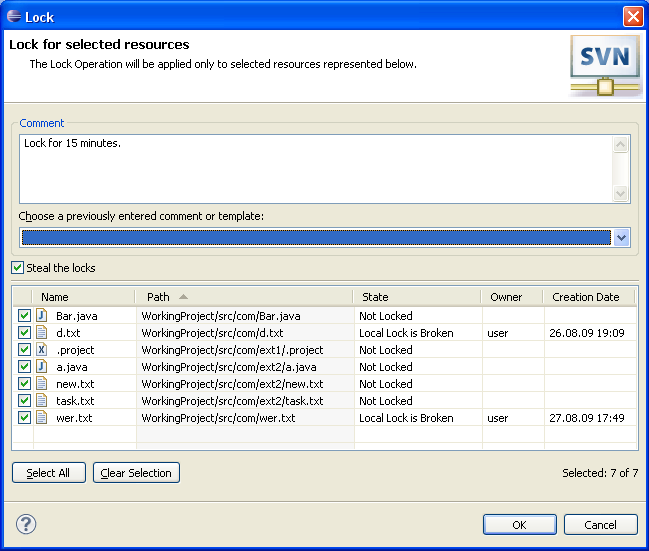 Lock
Lock for selected resources
The Lock Operation will be applied only to selected resources represented below.
SVN
Comment
Lock for 15 minutes.
Choose a previously entered comment or template:
Steal the locks
Name Path State Owner Creation Date
Bar.java WorkingProject/src/com/Bar.java Not Locked
d.txt WorkingProject/src/com/d.txt Local Lock is Broken user 26.08.09 19:09
.project WorkingProject/src/com/ext1/.project Not Locked
a.java WorkingProject/src/com/ext2/a.java Not Locked
new.txt WorkingProject/src/com/ext2/new.txt Not Locked
task.txt WorkingProject/src/com/ext2/task.txt Not Locked
wer.txt WorkingProject/src/com/wer.txt Local Lock is Broken user 27.08.09 17:49
Select All Clear Selection Selected: 7 of 7
? OK Cancel